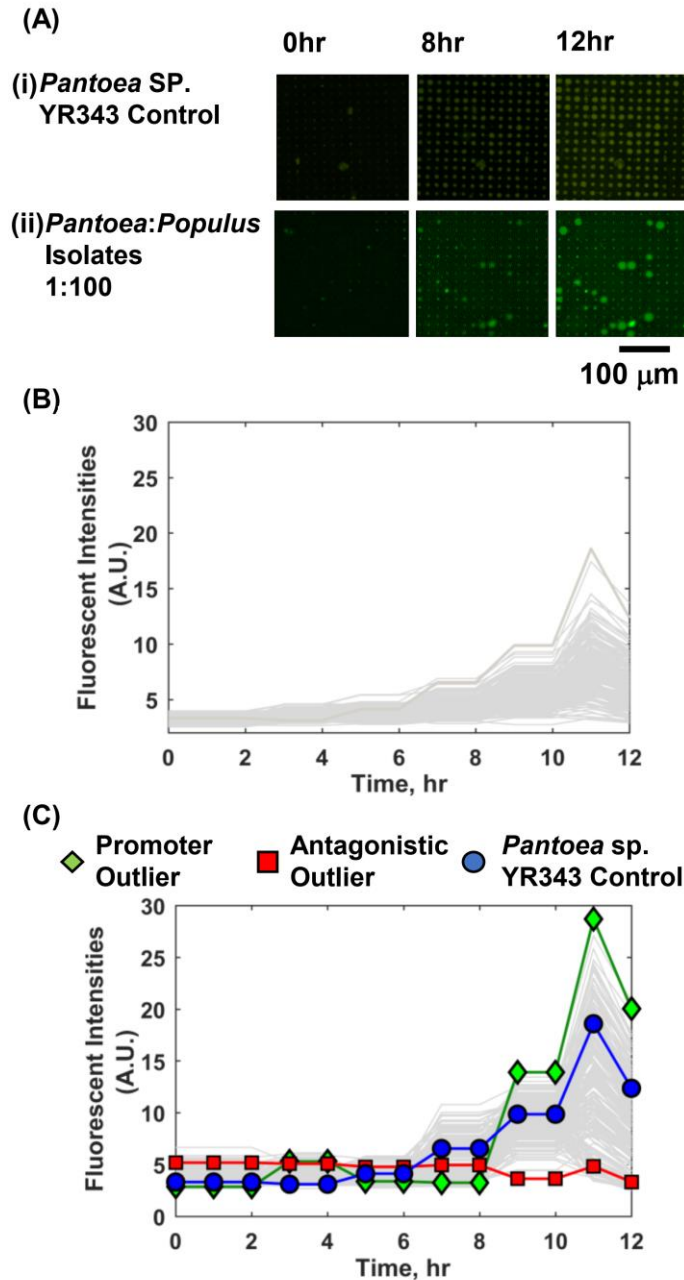 (A)
0hr 8hr 12hr
(i) Pantoea SP.
YR343 Control
(ii) Pantoea:Populus
Isolates
1:100
100 μm
(B)
30
25
20
15
10
5
Fluorescent Intensities
(A.U.)
0 2 4 6 8 10 12
Time, hr
(C)
Promoter
Outlier
Antagonistic
Outlier
Pantoea sp.
YR343 Control
30
25
20
15
10
5
0
Fluorescent Intensities
(A.U.)
0 2 4 6 8 10 12
Time, hr